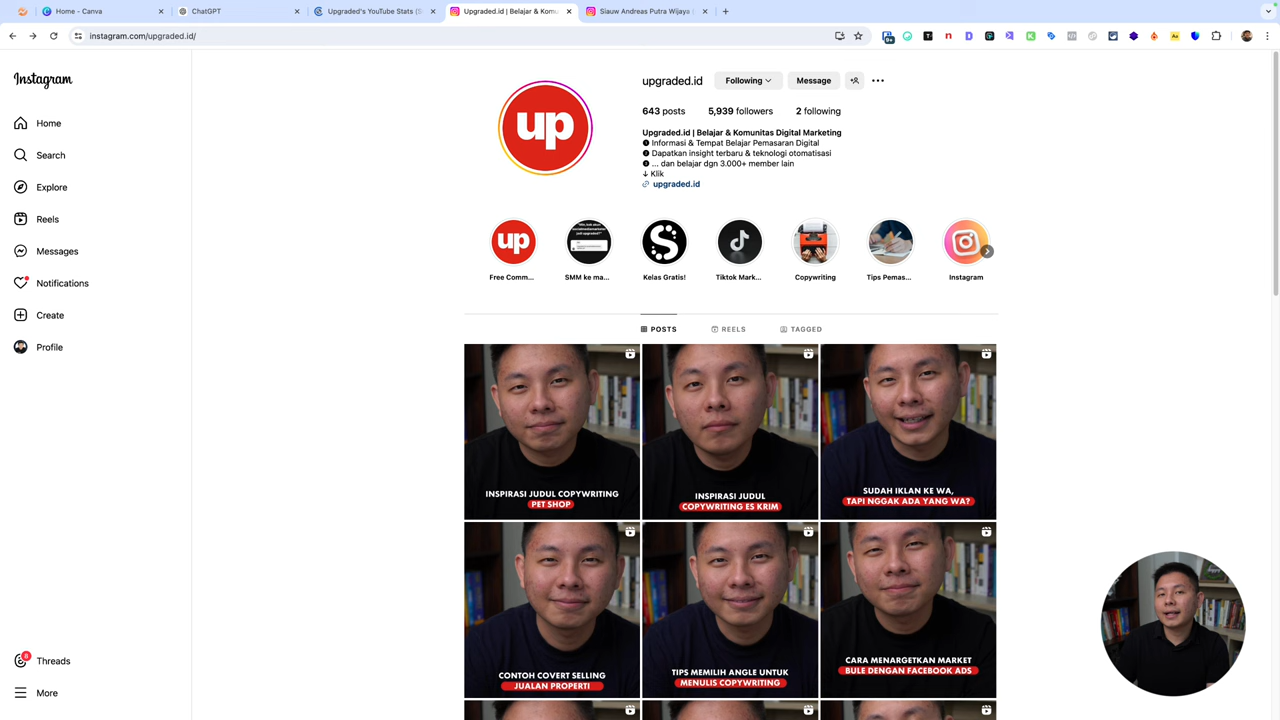 Home - Canva
ChatGPT
Upgraded's YouTube Stats (S
Upgraded.id | Belajar & Komu
Siauw Andreas Putra Wijaya (
instagram.com/upgraded.id/
Instagram
Home
Search
Explore
Reels
Messages
Notifications
Create
Profile
Threads
More
upgraded.id
Following
Message
643 posts
5,939 followers
2 following
Upgraded.id | Belajar & Komunitas Digital Marketing
Informasi & Tempat Belajar Pemasaran Digital
Dapatkan insight terbaru & teknologi otomatisasi
... dan belajar dgn 3.000+ member lain
↓ Klik
upgraded.id
up
up
Free Comm...
SMM ke ma...
Kelas Gratis!
Tiktok Mark...
Copywriting
Tips Pemas...
Instagram
POSTS
REELS
TAGGED
INSPIRASI JUDUL COPYWRITING
PET SHOP
INSPIRASI JUDUL
COPYWRITING ES KRIM
SUDAH IKLAN KE WA,
TAPI NGGAK ADA YANG WA?
CONTOH COVERT SELLING
JUALAN PROPERTI
TIPS MEMILIH ANGLE UNTUK
MENULIS COPYWRITING
CARA MENARGETKAN MARKET
BULE DENGAN FACEBOOK ADS